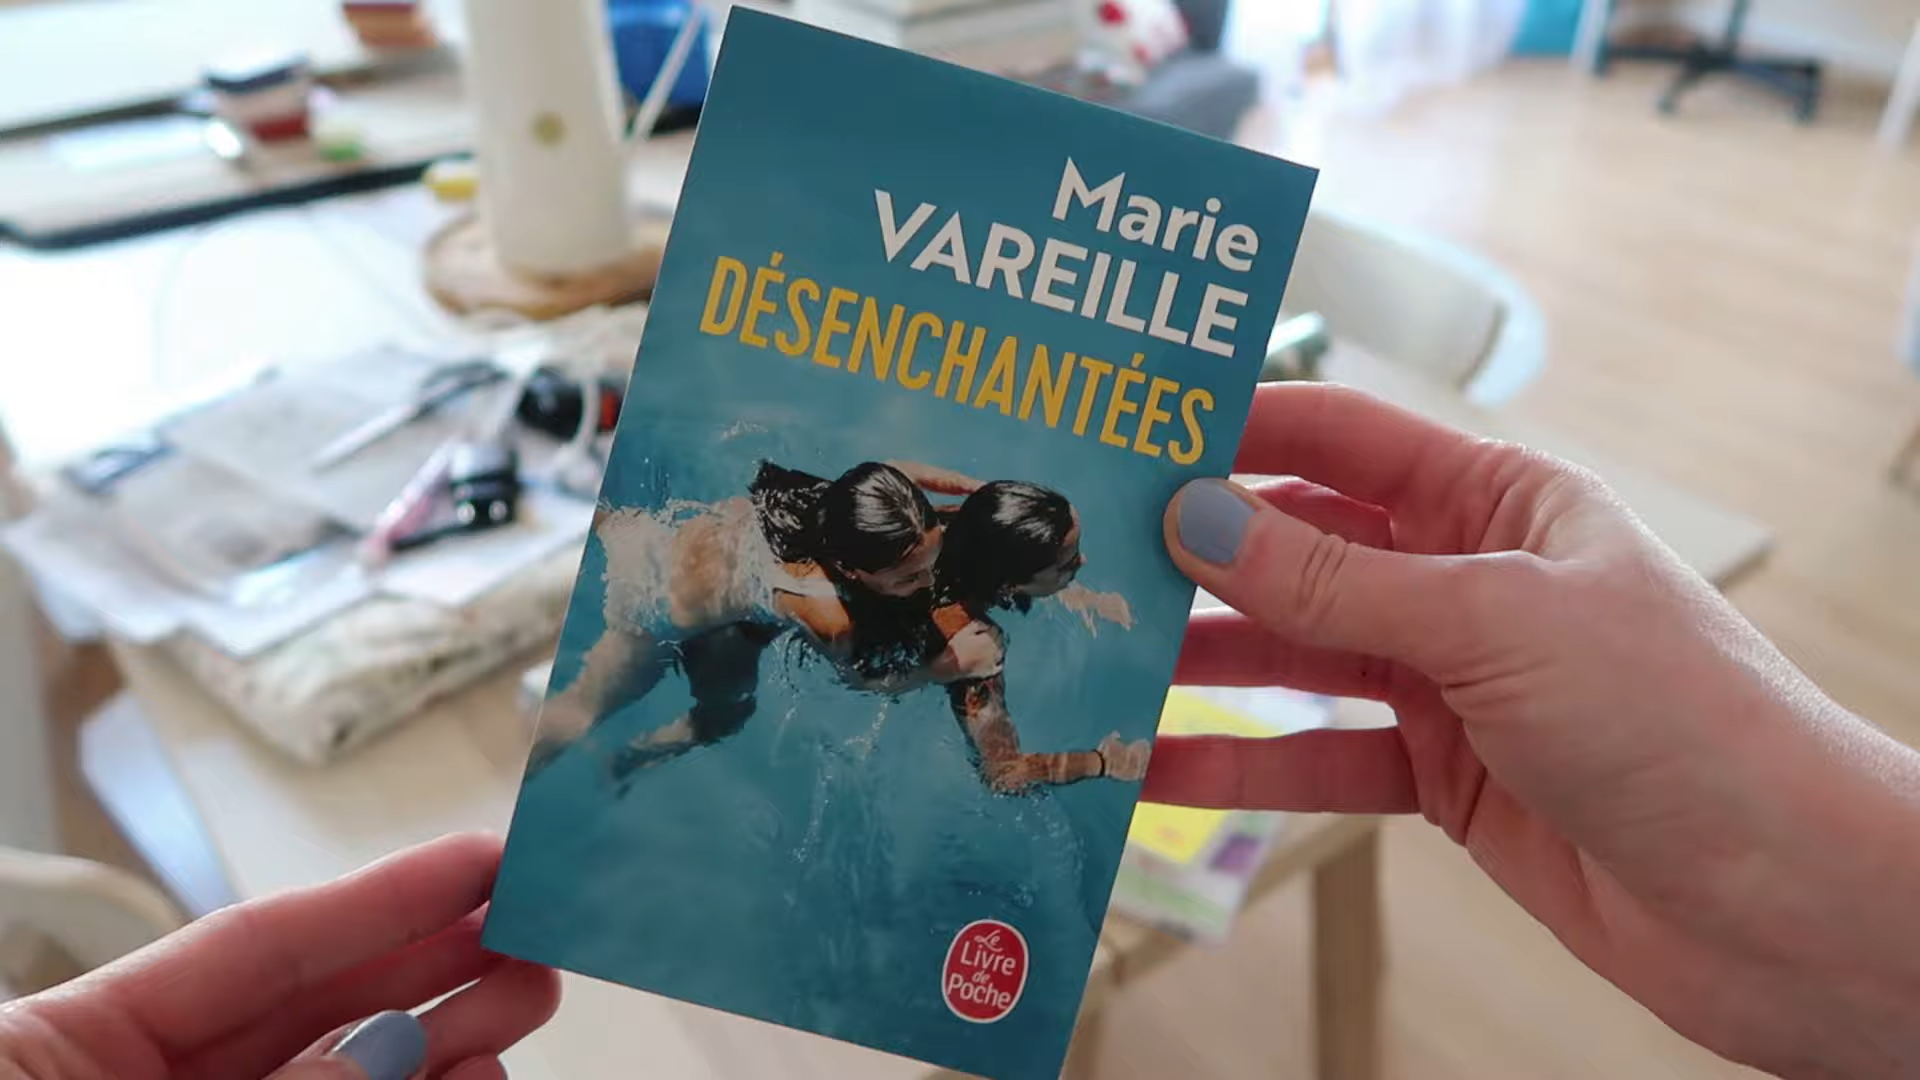 Marie
VAREILLE
DÉSENCHANTÉES
Le
Livre
de
Poche